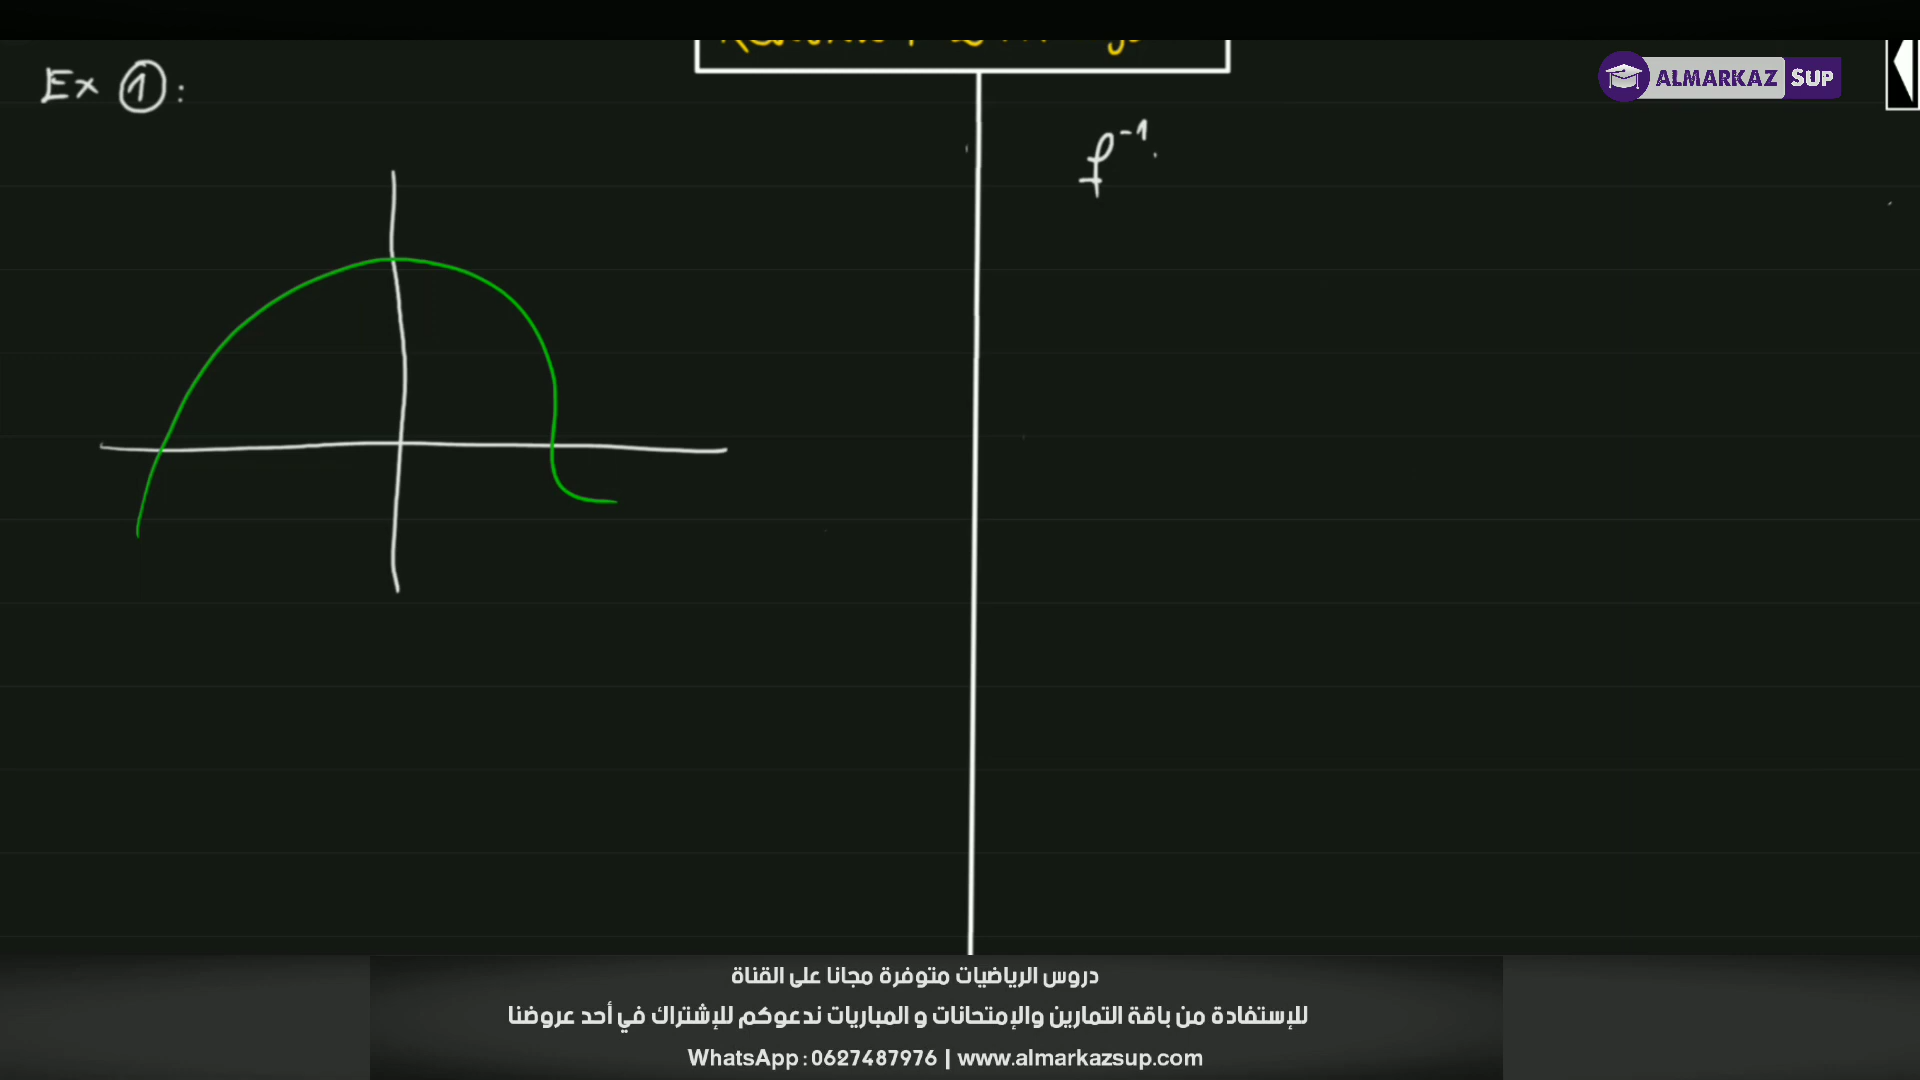 Ex ①:
ALMARKAZ SUP
f⁻¹
دروس الرياضيات متوفرة مجانا على القناة
للإستفادة من باقة التمارين والإمتحانات و المباريات ندعوكم للإشتراك في أحد عروضنا
WhatsApp : 0627487976 | www.almarkazsup.com